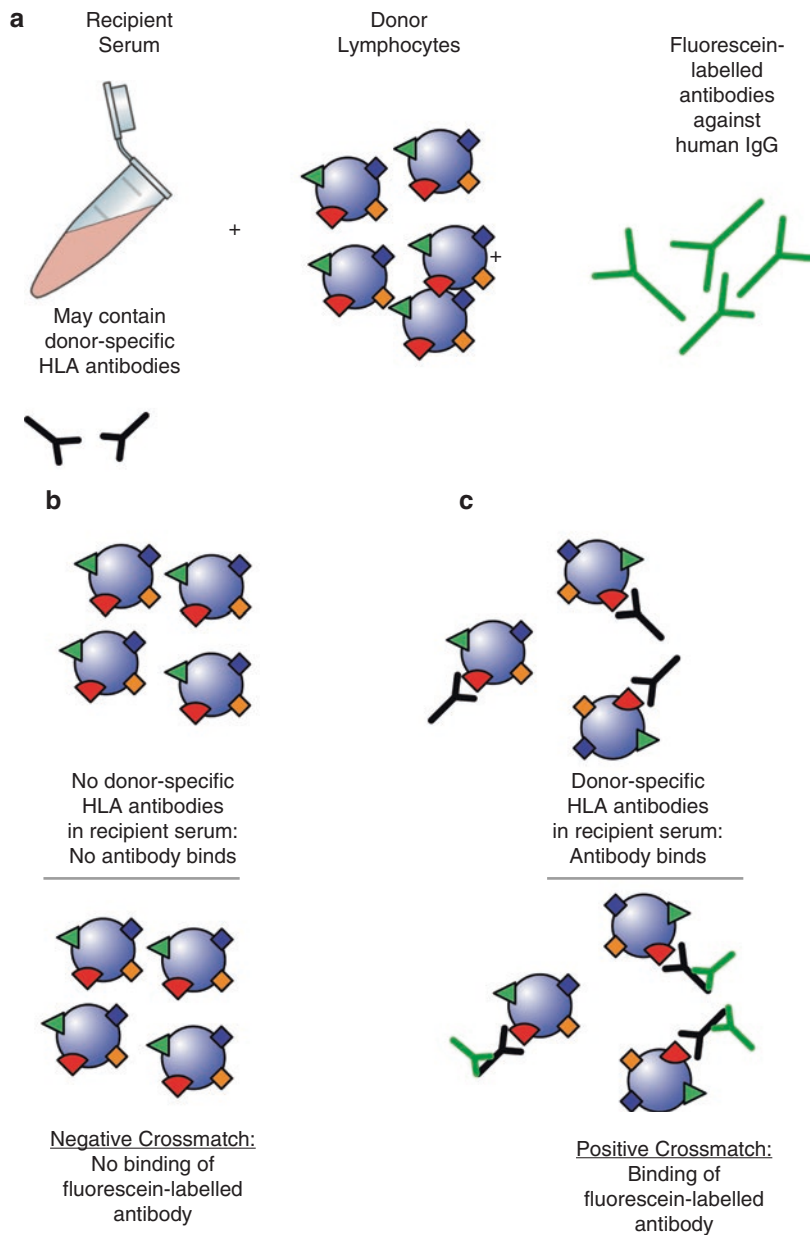 a
Recipient
Serum
Donor
Lymphocytes
Fluorescein-
labelled
antibodies
against
human IgG
+
+
May contain
donor-specific
HLA antibodies
b
No donor-specific
HLA antibodies
in recipient serum:
No antibody binds
Negative Crossmatch:
No binding of
fluorescein-labelled
antibody
c
Donor-specific
HLA antibodies
in recipient serum:
Antibody binds
Positive Crossmatch:
Binding of
fluorescein-labelled
antibody